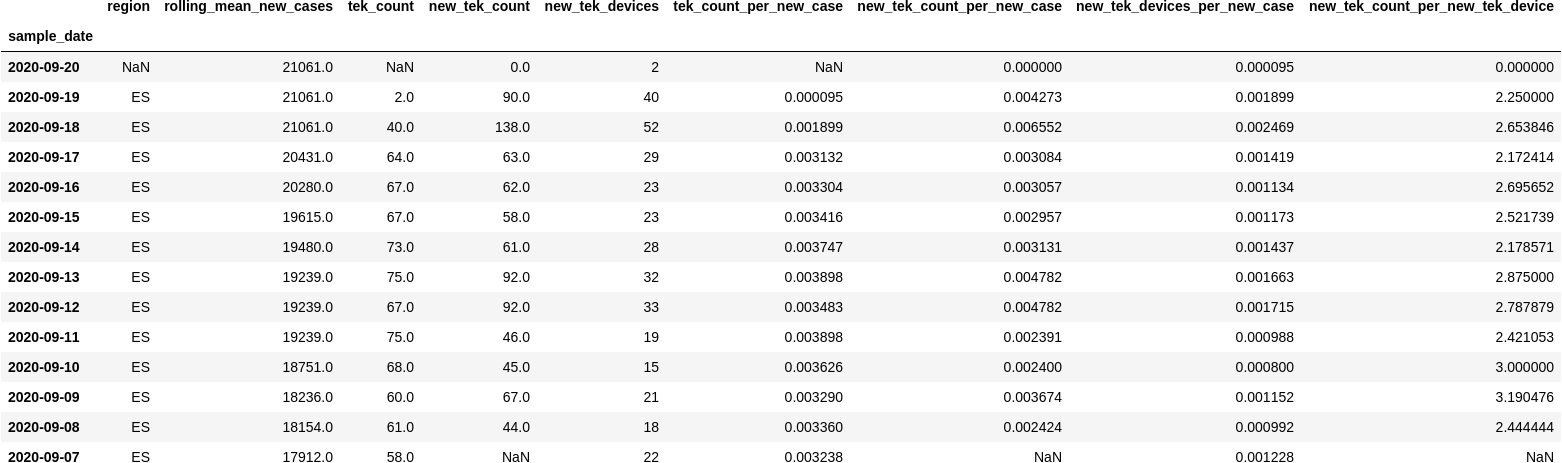 region rolling_mean_new_cases tek_count new_tek_count new_tek_devices tek_count_per_new_case new_tek_count_per_new_case new_tek_devices_per_new_case new_tek_count_per_new_tek_device
sample_date
2020-09-20 NaN 21061.0 NaN 0.0 2 NaN 0.000000 0.000095 0.000000
2020-09-19 ES 21061.0 2.0 90.0 40 0.000095 0.004273 0.001899 2.250000
2020-09-18 ES 21061.0 40.0 138.0 52 0.001899 0.006552 0.002469 2.653846
2020-09-17 ES 20431.0 64.0 63.0 29 0.003132 0.003084 0.001419 2.172414
2020-09-16 ES 20280.0 67.0 62.0 23 0.003304 0.003057 0.001134 2.695652
2020-09-15 ES 19615.0 67.0 58.0 23 0.003416 0.002957 0.001173 2.521739
2020-09-14 ES 19480.0 73.0 61.0 28 0.003747 0.003131 0.001437 2.178571
2020-09-13 ES 19239.0 75.0 92.0 32 0.003898 0.004782 0.001663 2.875000
2020-09-12 ES 19239.0 67.0 92.0 33 0.003483 0.004782 0.001715 2.787879
2020-09-11 ES 19239.0 75.0 46.0 19 0.003898 0.002391 0.000988 2.421053
2020-09-10 ES 18751.0 68.0 45.0 15 0.003626 0.002400 0.000800 3.000000
2020-09-09 ES 18236.0 60.0 67.0 21 0.003290 0.003674 0.001152 3.190476
2020-09-08 ES 18154.0 61.0 44.0 18 0.003360 0.002424 0.000992 2.444444
2020-09-07 ES 17912.0 58.0 NaN 22 0.003238 NaN 0.001228 NaN